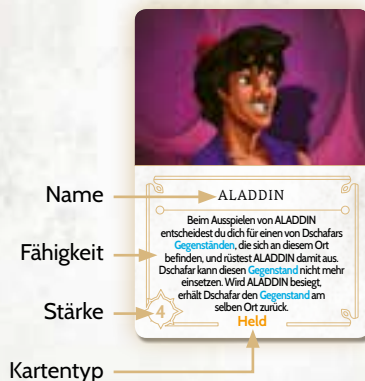 Name
ALADDIN
Fähigkeit
Beim Ausspielen von ALADDIN
entscheidest du dich für einen von Dschafars
Gegenständen, die sich an diesem Ort
befinden, und rüstest ALADDIN damit aus.
Dschafar kann diesen Gegenstand nicht mehr
einsetzen. Wird ALADDIN besiegt,
erhält Dschafar den Gegenstand am
selben Ort zurück.
Stärke
4
Held
Kartentyp